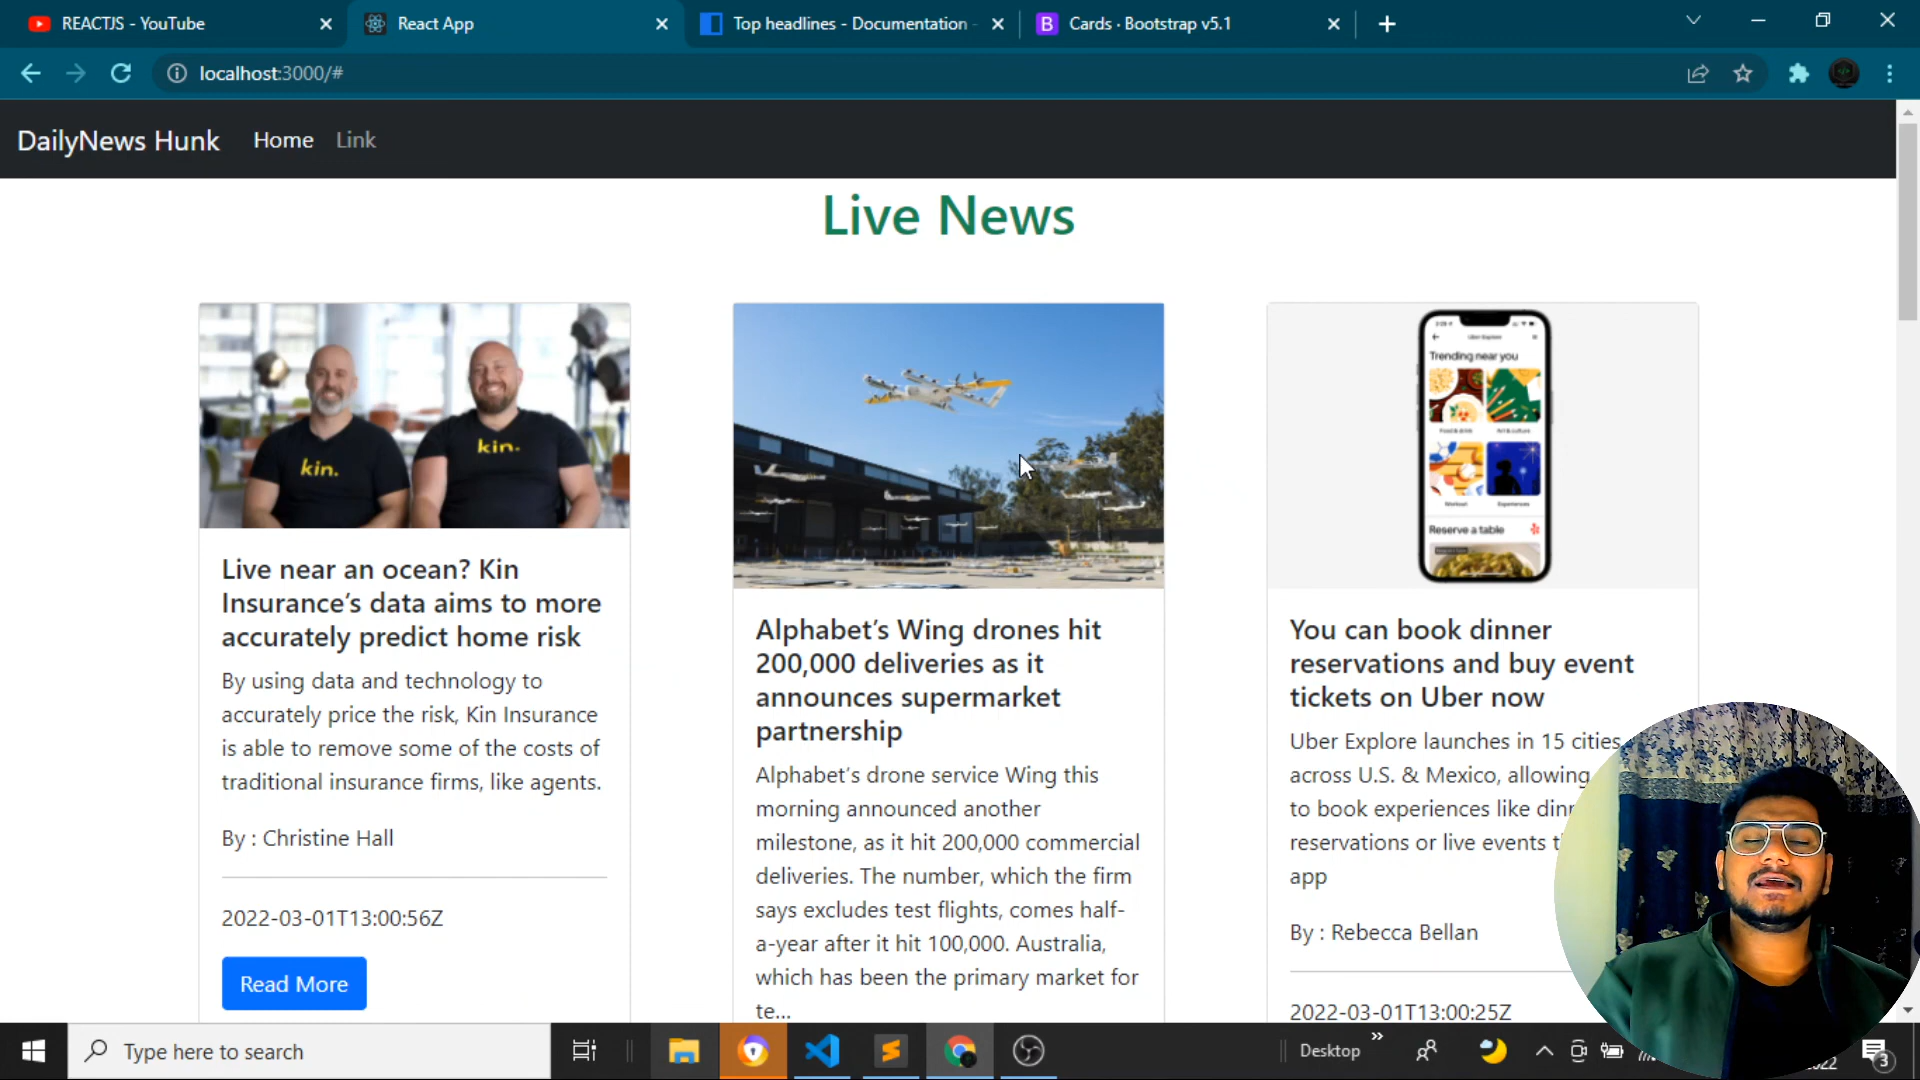 REACTJS - YouTube
React App
Top headlines - Documentation -
B
Cards · Bootstrap v5.1
localhost:3000/#
DailyNews Hunk
Home
Link
Live News
kin.
kin.
Uber Explore
Trending near you
Food & drink
Art & culture
Workout
Experiences
Reserve a table
Live near an ocean? Kin
Insurance’s data aims to more
accurately predict home risk
By using data and technology to
accurately price the risk, Kin Insurance
is able to remove some of the costs of
traditional insurance firms, like agents.
By : Christine Hall
2022-03-01T13:00:56Z
Read More
Alphabet’s Wing drones hit
200,000 deliveries as it
announces supermarket
partnership
Alphabet’s drone service Wing this
morning announced another
milestone, as it hit 200,000 commercial
deliveries. The number, which the firm
says excludes test flights, comes half-
a-year after it hit 100,000. Australia,
which has been the primary market for
te...
You can book dinner
reservations and buy event
tickets on Uber now
Uber Explore launches in 15 cities
across U.S. & Mexico, allowing
to book experiences like
reservations or live events
app
By : Rebecca Bellan
2022-03-01T13:00:25Z
Type here to search
Desktop
3